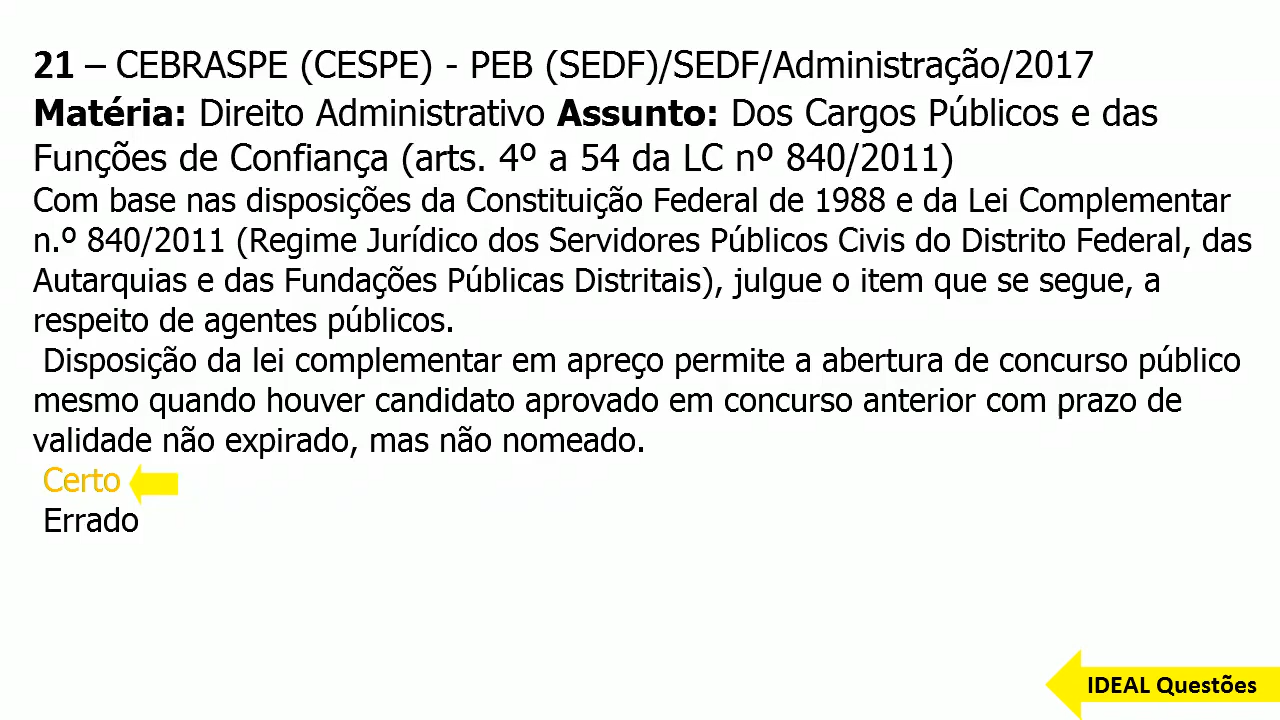 21 – CEBRASPE (CESPE) - PEB (SEDF)/SEDF/Administração/2017
Matéria: Direito Administrativo Assunto: Dos Cargos Públicos e das
Funções de Confiança (arts. 4º a 54 da LC nº 840/2011)
Com base nas disposições da Constituição Federal de 1988 e da Lei Complementar
n.º 840/2011 (Regime Jurídico dos Servidores Públicos Civis do Distrito Federal, das
Autarquias e das Fundações Públicas Distritais), julgue o item que se segue, a
respeito de agentes públicos.
Disposição da lei complementar em apreço permite a abertura de concurso público
mesmo quando houver candidato aprovado em concurso anterior com prazo de
validade não expirado, mas não nomeado.
Certo
Errado
IDEAL Questões